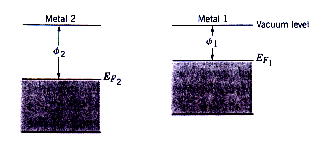 Metal 2
Metal 1
Vacuum level
ϕ2
ϕ1
EF2
EF1